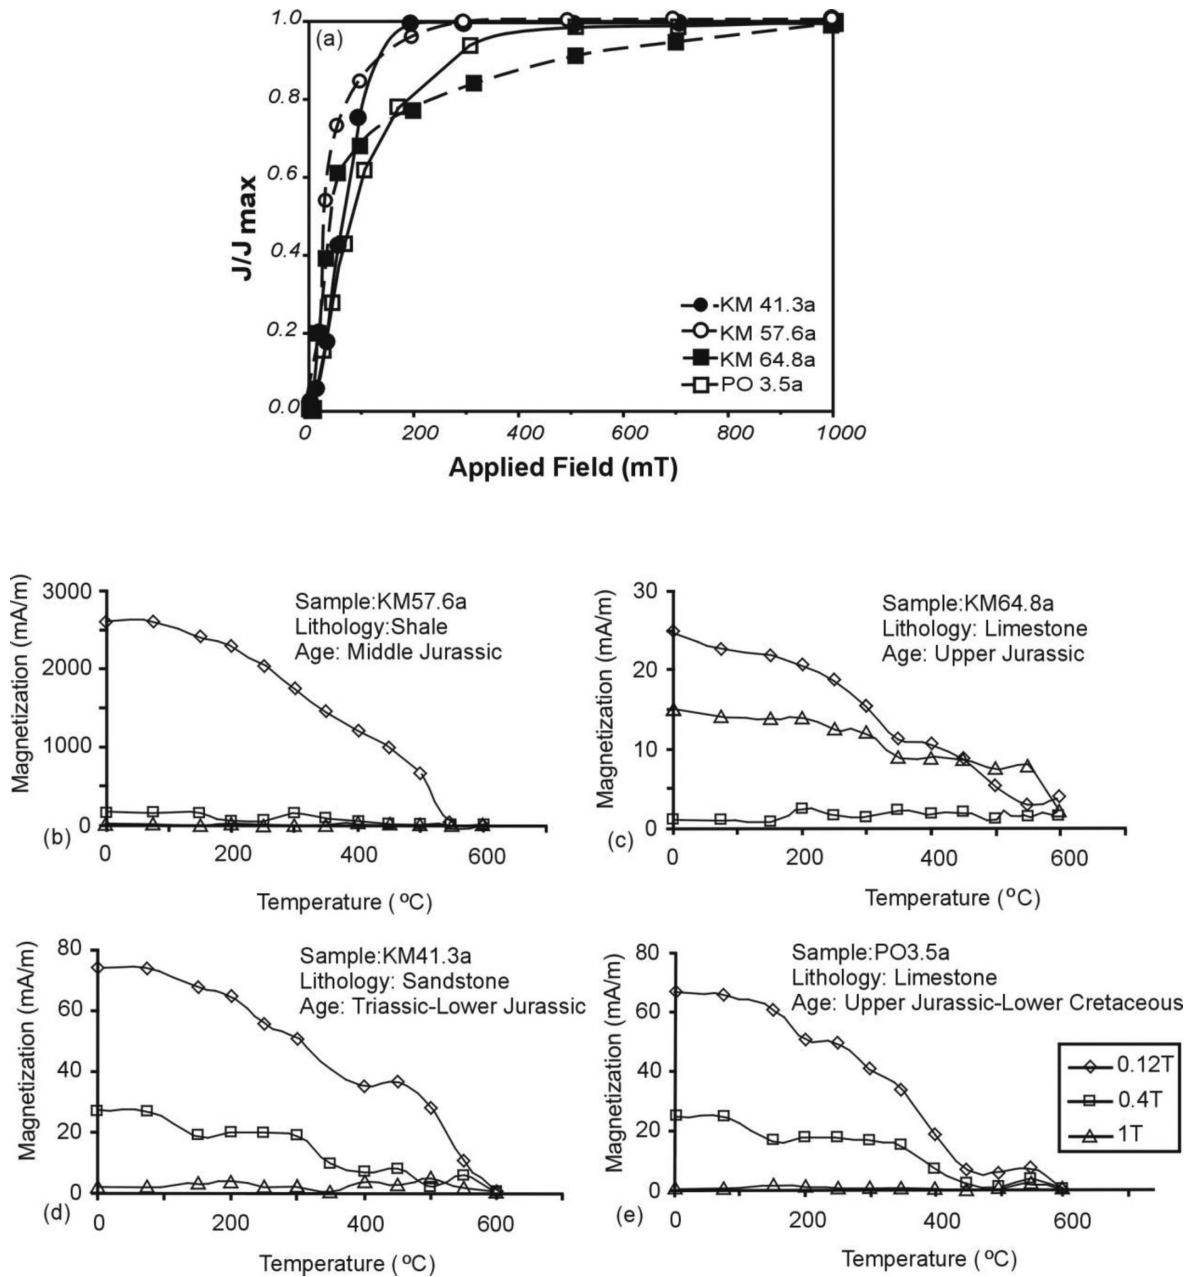 (a)
1.0
0.8
0.6
0.4
0.2
0.0
J/Jmax
0 200 400 600 800 1000
Applied Field (mT)
KM 41.3a
KM 57.6a
KM 64.8a
PO 3.5a
(b)
Magnetization (mA/m)
3000
2000
1000
0
Sample:KM57.6a
Lithology:Shale
Age: Middle Jurassic
0 200 400 600
Temperature ( ºC)
(c)
Magnetization (mA/m)
30
20
10
0
Sample:KM64.8a
Lithology: Limestone
Age: Upper Jurassic
0 200 400 600
Temperature ( ºC)
(d)
Magnetization (mA/m)
80
60
40
20
0
Sample:KM41.3a
Lithology: Sandstone
Age: Triassic-Lower Jurassic
0 200 400 600
Temperature ( ºC)
(e)
Magnetization (mA/m)
80
60
40
20
0
Sample:PO3.5a
Lithology: Limestone
Age: Upper Jurassic-Lower Cretaceous
0 200 400 600
Temperature ( ºC)
0.12T
0.4T
1T